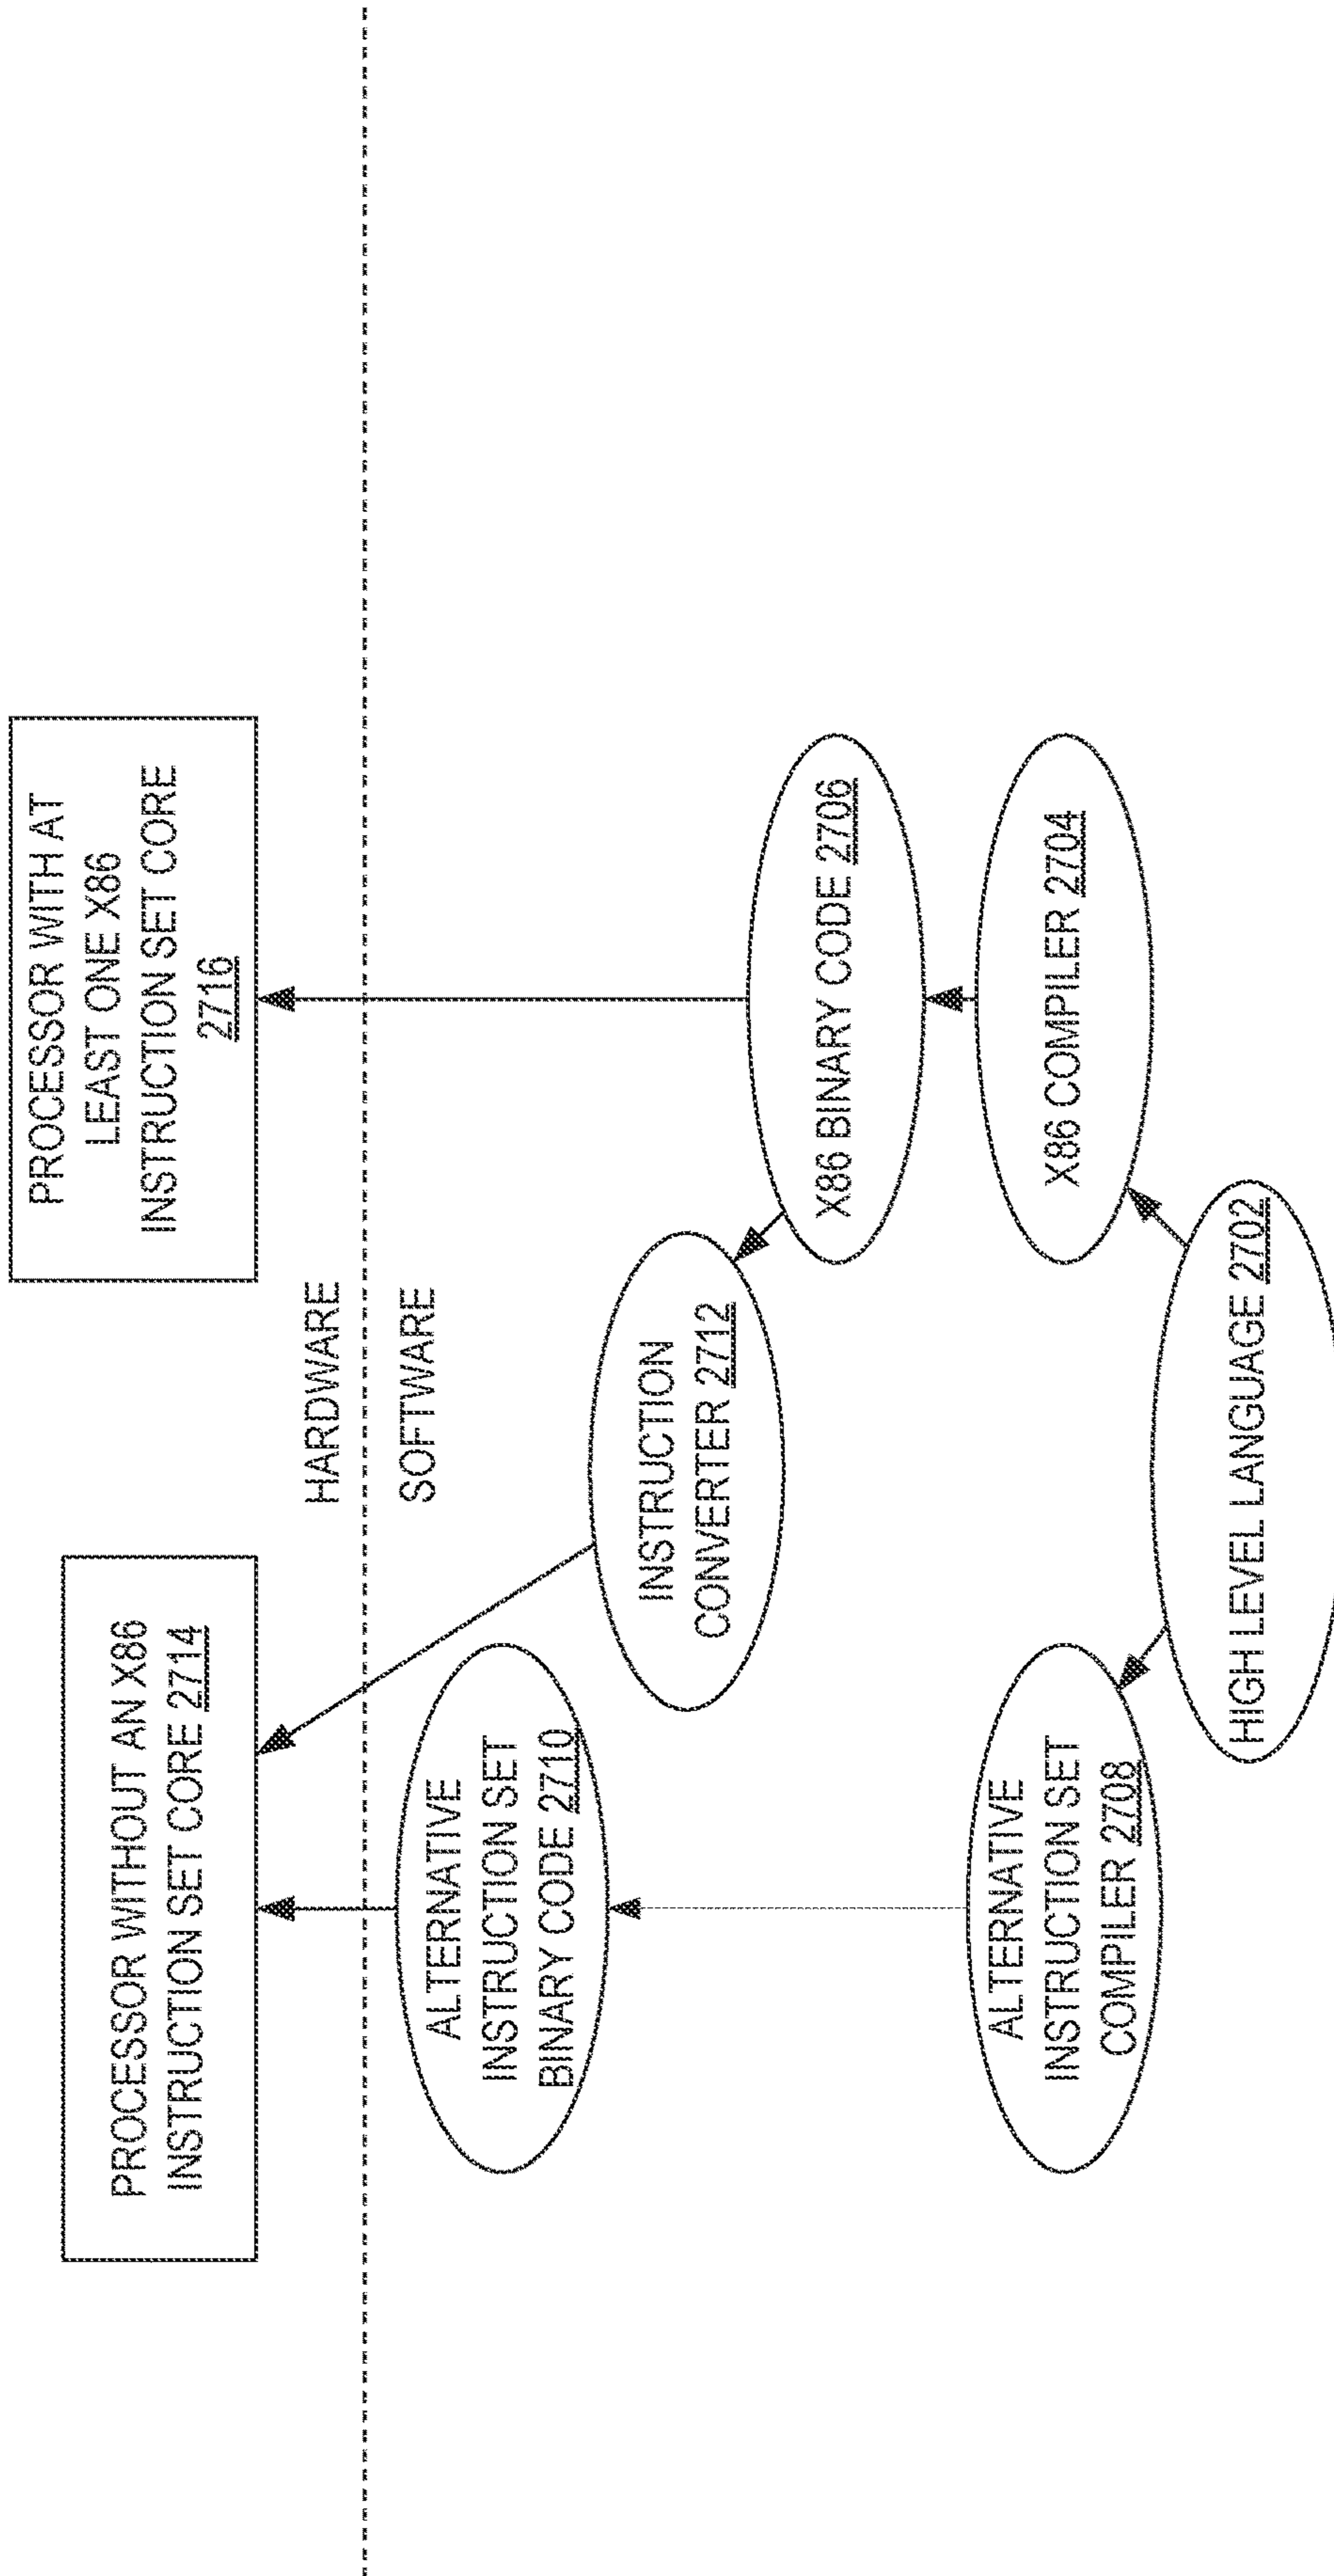 PROCESSOR WITHOUT AN X86
INSTRUCTION SET CORE 2714
PROCESSOR WITH AT
LEAST ONE X86
INSTRUCTION SET CORE
2716
HARDWARE
SOFTWARE
ALTERNATIVE
INSTRUCTION SET
BINARY CODE 2710
INSTRUCTION
CONVERTER 2712
X86 BINARY CODE 2706
ALTERNATIVE
INSTRUCTION SET
COMPILER 2708
X86 COMPILER 2704
HIGH LEVEL LANGUAGE 2702